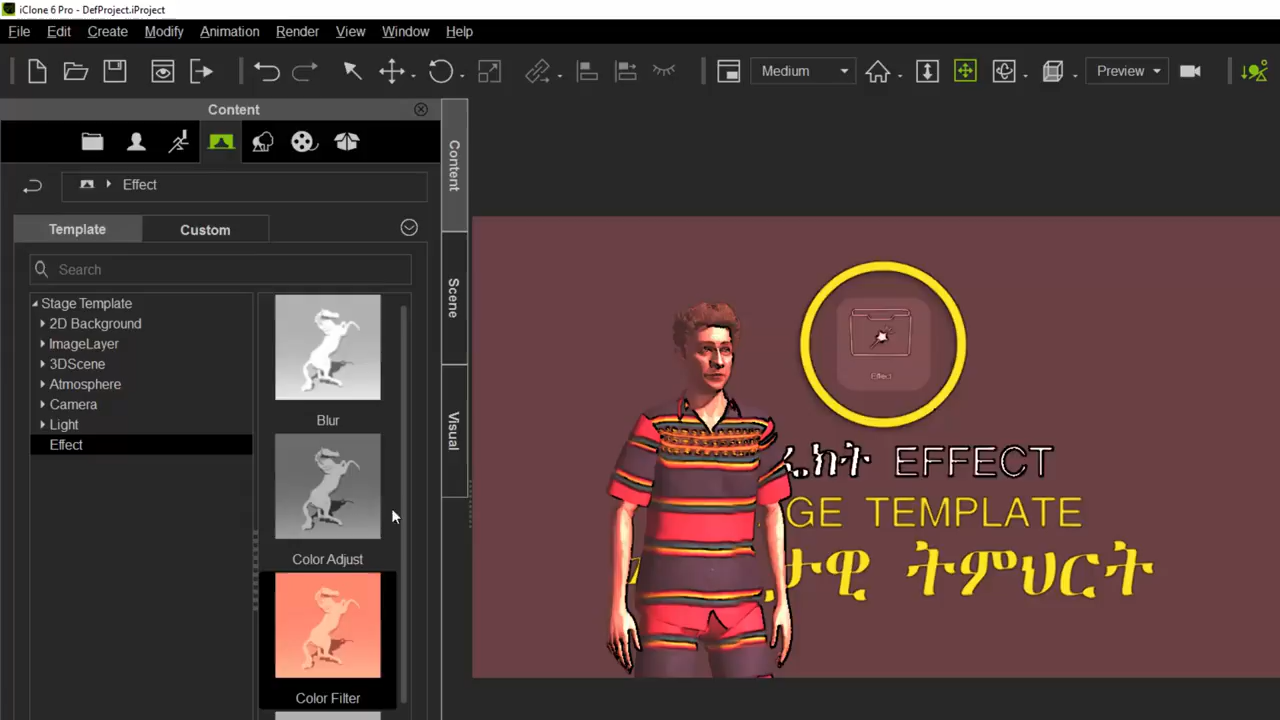 iClone 6 Pro - DefProject.iProject
File Edit Create Modify Animation Render View Window Help
Medium Preview
Content
Effect
Template Custom
Search
Stage Template
2D Background
ImageLayer
3DScene
Atmosphere
Camera
Light
Effect
Blur
Color Adjust
Color Filter
Content
Scene
Visual
Effect
ፌክት EFFECT
GE TEMPLATE
ታዊ ትምህርት